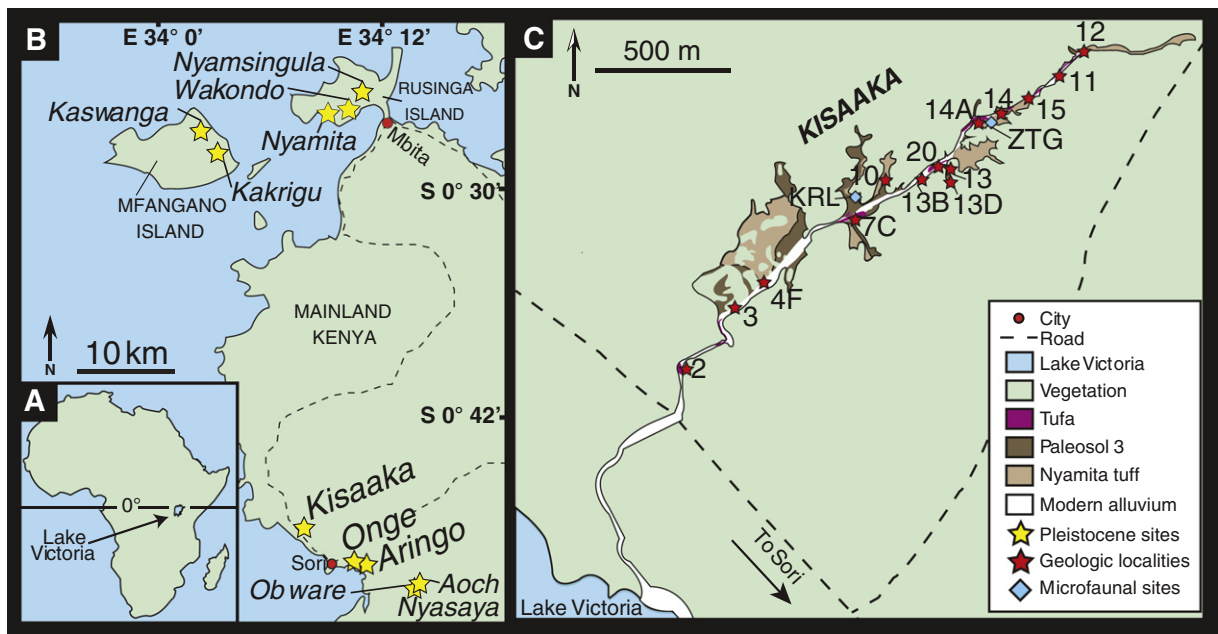 B
E 34° 0'
E 34° 12'
Nyamsingula
Wakondo
RUSINGA
ISLAND
Kaswanga
Nyamita
Mbita
Kakrigu
MFANGANO
ISLAND
S 0° 30'
MAINLAND
KENYA
N
10 km
S 0° 42'
A
0°
Lake
Victoria
Kisaaka
Onge
Aringo
Sori
Obware
Aoch
Nyasaya
C
N
500 m
KISAAKA
12
11
15
14
14A
ZTG
20
13
13B
13D
10
KRL
7C
4F
3
2
To Sori
Lake Victoria
City
Road
Lake Victoria
Vegetation
Tufa
Paleosol 3
Nyamita tuff
Modern alluvium
Pleistocene sites
Geologic localities
Microfaunal sites